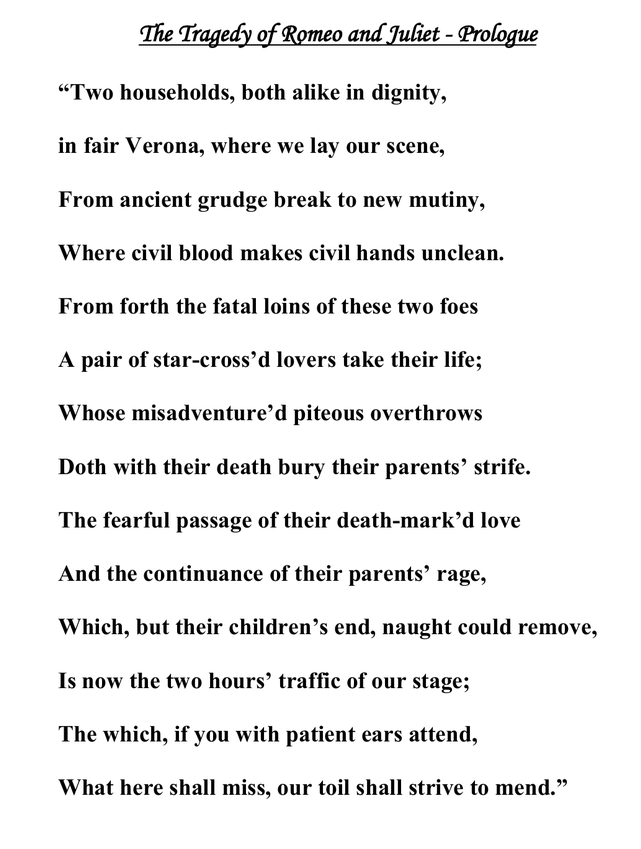 The Tragedy of Romeo and Juliet - Prologue
“Two households, both alike in dignity,
in fair Verona, where we lay our scene,
From ancient grudge break to new mutiny,
Where civil blood makes civil hands unclean.
From forth the fatal loins of these two foes
A pair of star-cross’d lovers take their life;
Whose misadventure’d piteous overthrows
Doth with their death bury their parents’ strife.
The fearful passage of their death-mark’d love
And the continuance of their parents’ rage,
Which, but their children’s end, naught could remove,
Is now the two hours’ traffic of our stage;
The which, if you with patient ears attend,
What here shall miss, our toil shall strive to mend.”